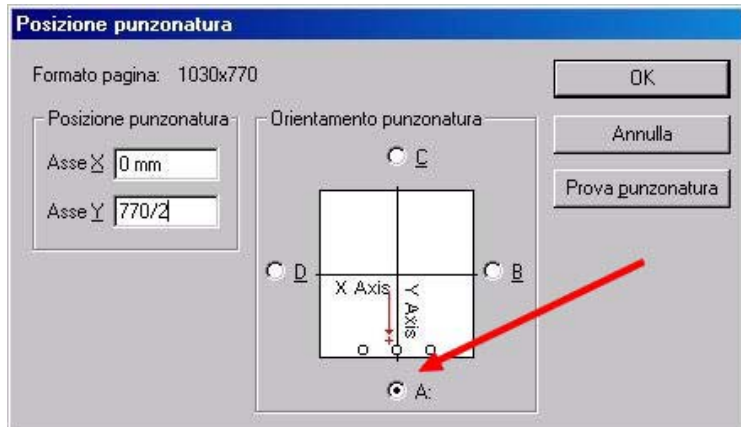 Posizione punzonatura
Formato pagina: 1030x770
OK
Posizione punzonatura
Orientamento punzonatura
Annulla
Asse X 0 mm
C
Prova punzonatura
Asse Y 770/2
D
B
X Axis
Y Axis
A: